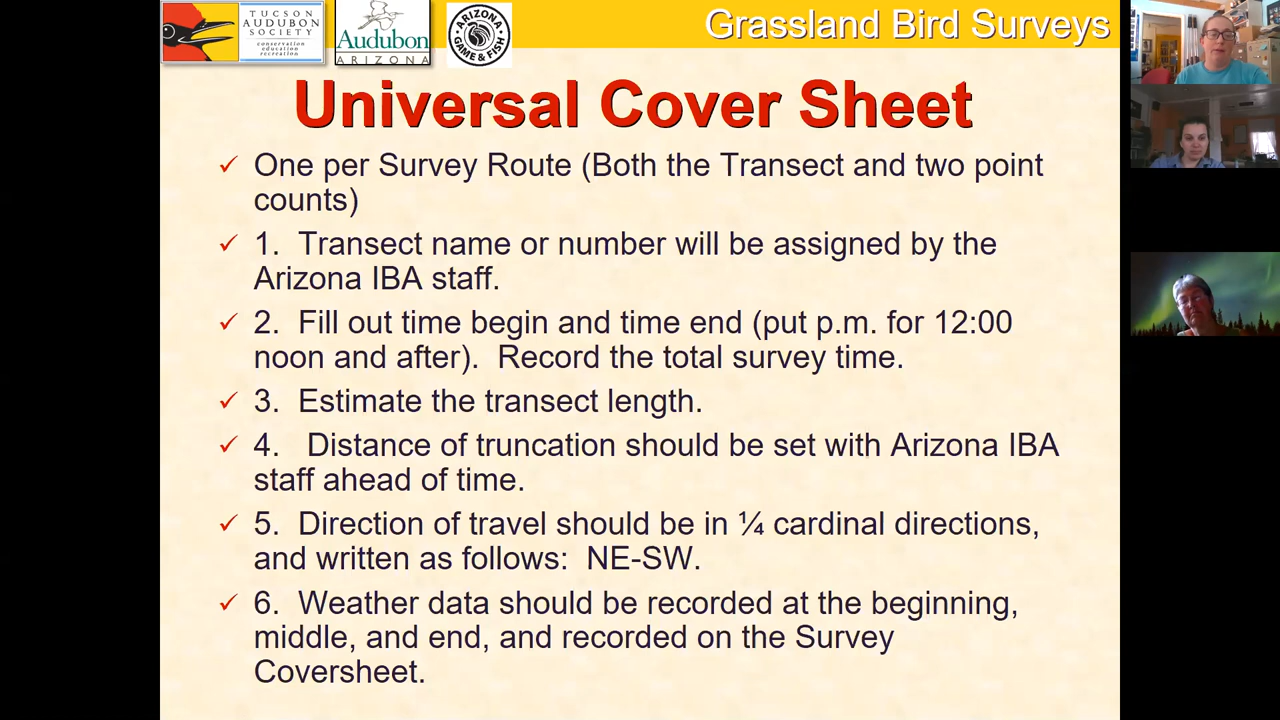 TUCSON
AUDUBON
SOCIETY
conservation
education
recreation
Audubon
ARIZONA
ARIZONA
GAME & FISH
Grassland Bird Surveys
Universal Cover Sheet
✓ One per Survey Route (Both the Transect and two point
counts)
✓ 1. Transect name or number will be assigned by the
Arizona IBA staff.
✓ 2. Fill out time begin and time end (put p.m. for 12:00
noon and after). Record the total survey time.
✓ 3. Estimate the transect length.
✓ 4. Distance of truncation should be set with Arizona IBA
staff ahead of time.
✓ 5. Direction of travel should be in ¼ cardinal directions,
and written as follows: NE-SW.
✓ 6. Weather data should be recorded at the beginning,
middle, and end, and recorded on the Survey
Coversheet.